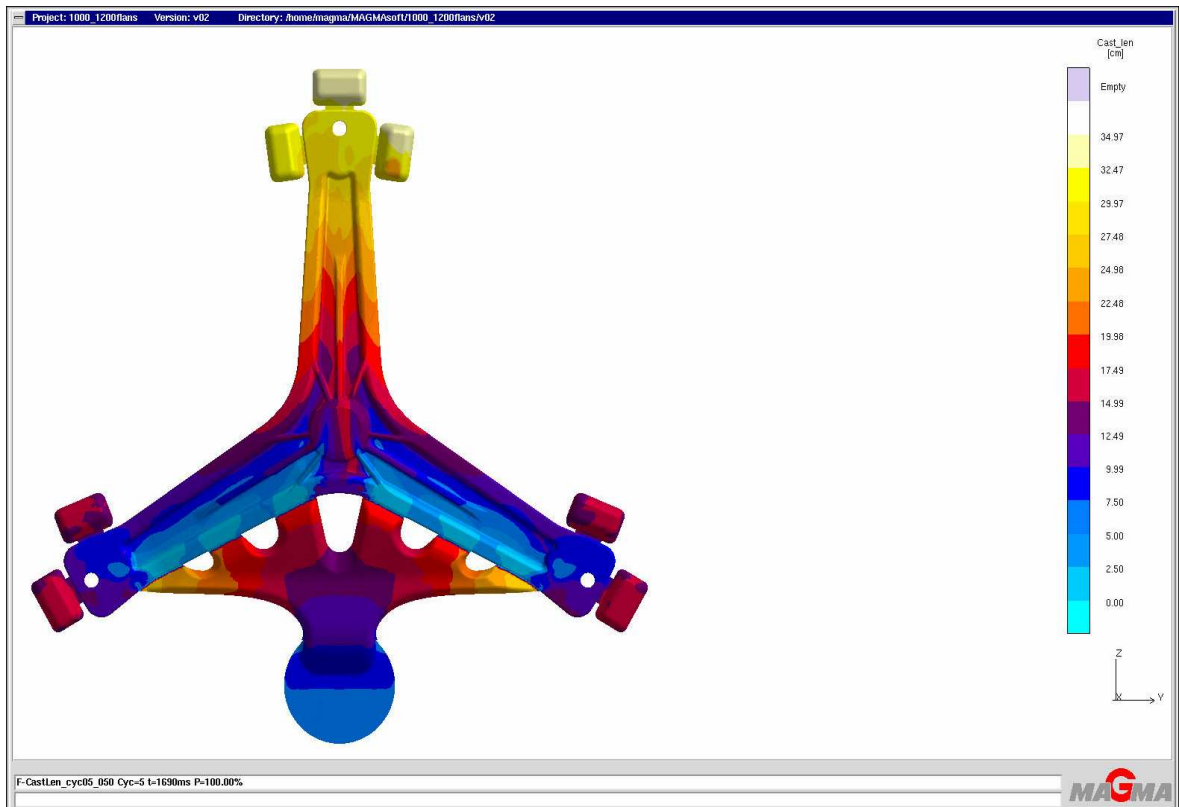 Project: 1000_1200flans Version: v02 Directory: /home/magma/MAGMAsoft/1000_1200flans/v02
Cast_len
[cm]
Empty
34.97
32.47
29.97
27.48
24.98
22.48
19.98
17.49
14.99
12.49
9.99
7.50
5.00
2.50
0.00
Z
X Y
F-CastLen_cyc05_050 Cyc=5 t=1690ms P=100.00%
MAGMA